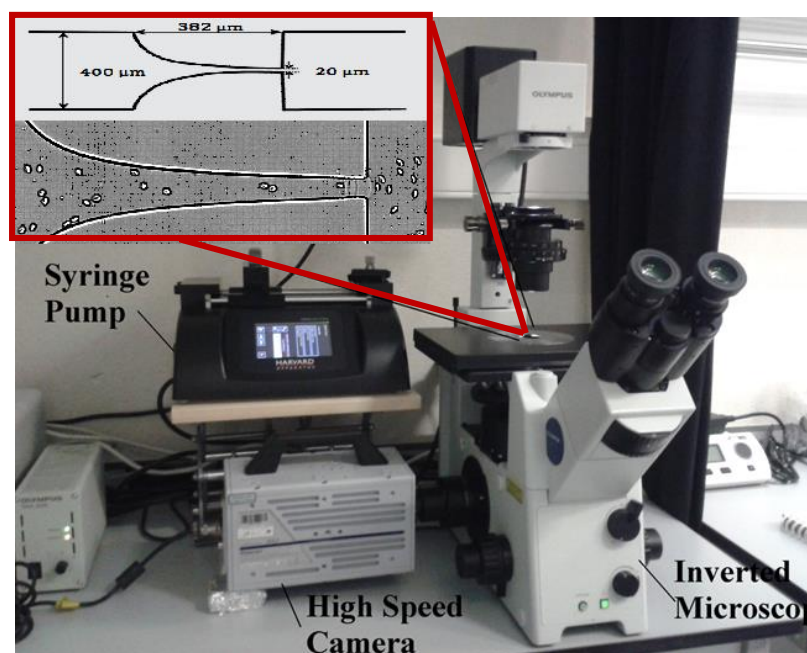 382 µm
400 µm
20 µm
OLYMPUS
Syringe
Pump
HARVARD
APPARATUS
OLYMPUS
High Speed
Camera
Inverted
Microscop